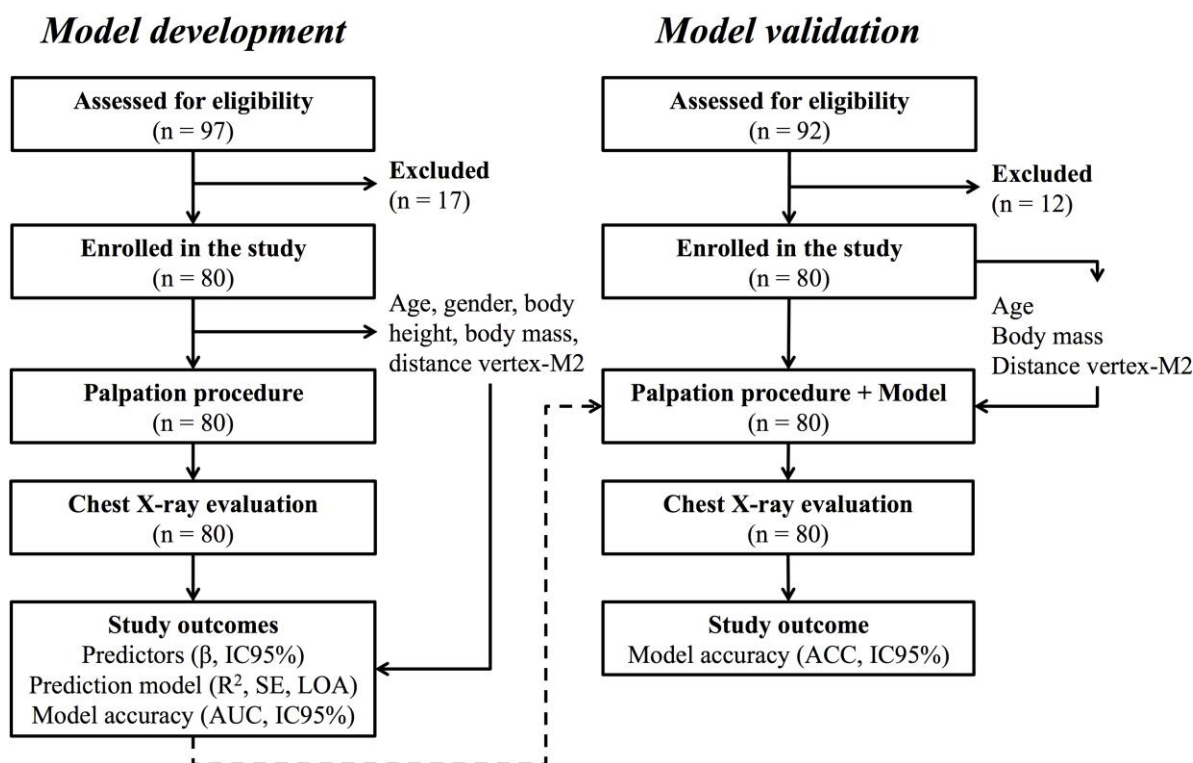 Model development
Assessed for eligibility
(n = 97)
Excluded
(n = 17)
Enrolled in the study
(n = 80)
Age, gender, body
height, body mass,
distance vertex-M2
Palpation procedure
(n = 80)
Chest X-ray evaluation
(n = 80)
Study outcomes
Predictors (β, IC95%)
Prediction model (R², SE, LOA)
Model accuracy (AUC, IC95%)
Model validation
Assessed for eligibility
(n = 92)
Excluded
(n = 12)
Enrolled in the study
(n = 80)
Age
Body mass
Distance vertex-M2
Palpation procedure + Model
(n = 80)
Chest X-ray evaluation
(n = 80)
Study outcome
Model accuracy (ACC, IC95%)